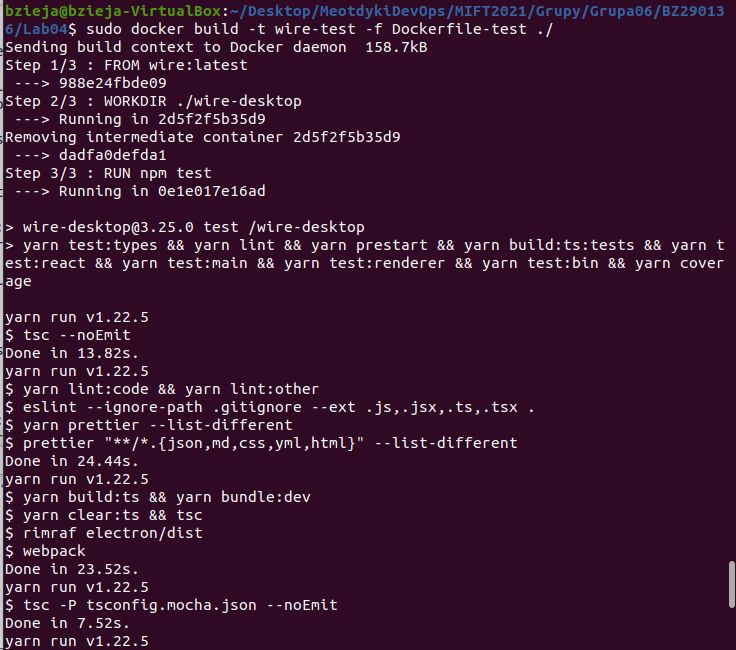 bzieja@bzieja-VirtualBox:~/Desktop/MeotdykiDevOps/MIFT2021/Grupy/Grupa06/BZ29013
6/Lab04$ sudo docker build -t wire-test -f Dockerfile-test ./
Sending build context to Docker daemon  158.7kB
Step 1/3 : FROM wire:latest
 ---> 988e24fbde09
Step 2/3 : WORKDIR ./wire-desktop
 ---> Running in 2d5f2f5b35d9
Removing intermediate container 2d5f2f5b35d9
 ---> dadfa0defda1
Step 3/3 : RUN npm test
 ---> Running in 0e1e017e16ad
> wire-desktop@3.25.0 test /wire-desktop
> yarn test:types && yarn lint && yarn prestart && yarn build:ts:tests && yarn t
est:react && yarn test:main && yarn test:renderer && yarn test:bin && yarn cover
age
yarn run v1.22.5
$ tsc --noEmit
Done in 13.82s.
yarn run v1.22.5
$ yarn lint:code && yarn lint:other
$ eslint --ignore-path .gitignore --ext .js,.jsx,.ts,.tsx .
$ yarn prettier --list-different
$ prettier "**/*.{json,md,css,yml,html}" --list-different
Done in 24.44s.
yarn run v1.22.5
$ yarn build:ts && yarn bundle:dev
$ yarn clear:ts && tsc
$ rimraf electron/dist
$ webpack
Done in 23.52s.
yarn run v1.22.5
$ tsc -P tsconfig.mocha.json --noEmit
Done in 7.52s.
yarn run v1.22.5